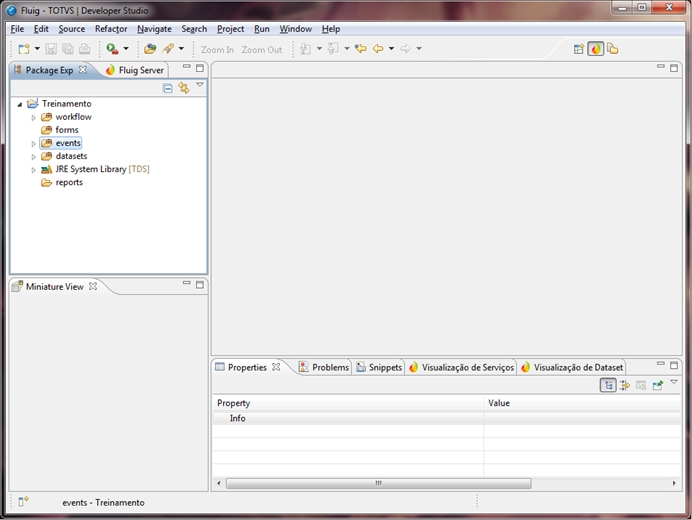 Fluig - TOTVS | Developer Studio
File Edit Source Refactor Navigate Search Project Run Window Help
Zoom In Zoom Out
Package Exp Fluig Server
Treinamento
workflow
forms
events
datasets
JRE System Library [TDS]
reports
Miniature View
Properties Problems Snippets Visualização de Serviços Visualização de Dataset
Property Value
Info
events - Treinamento